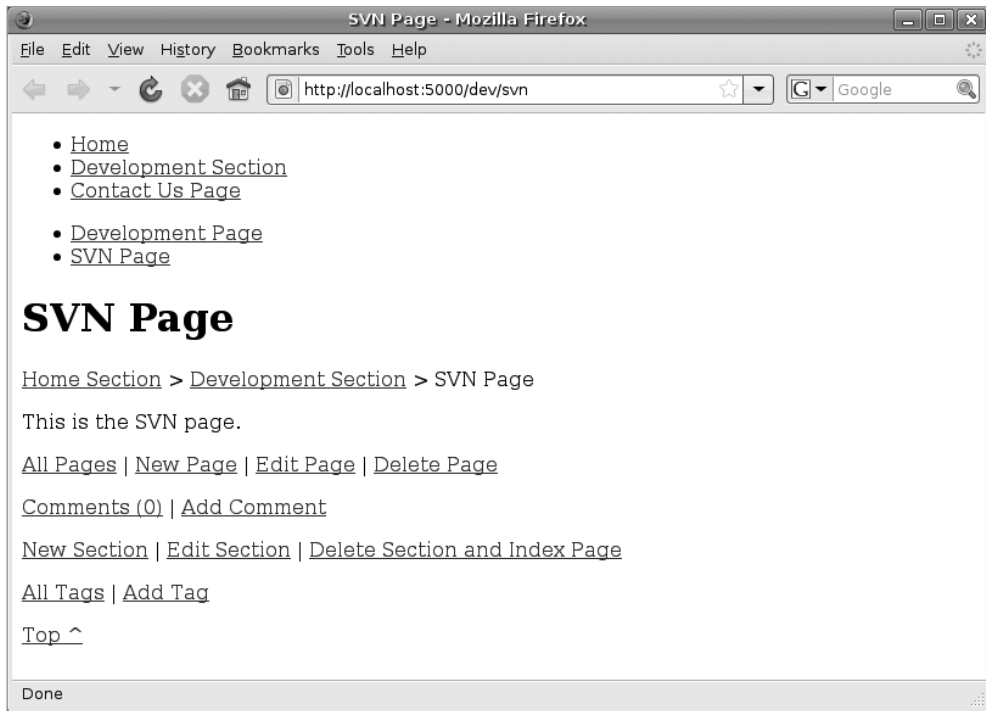 SVN Page - Mozilla Firefox
File Edit View History Bookmarks Tools Help
http://localhost:5000/dev/svn
G Google
• Home
• Development Section
• Contact Us Page
• Development Page
• SVN Page
SVN Page
Home Section > Development Section > SVN Page
This is the SVN page.
All Pages | New Page | Edit Page | Delete Page
Comments (0) | Add Comment
New Section | Edit Section | Delete Section and Index Page
All Tags | Add Tag
Top ^
Done